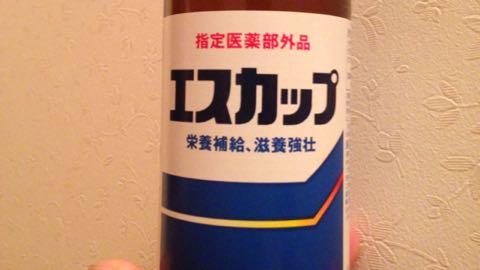 指定医薬部外品
エスカップ
栄養補給、滋養強壮